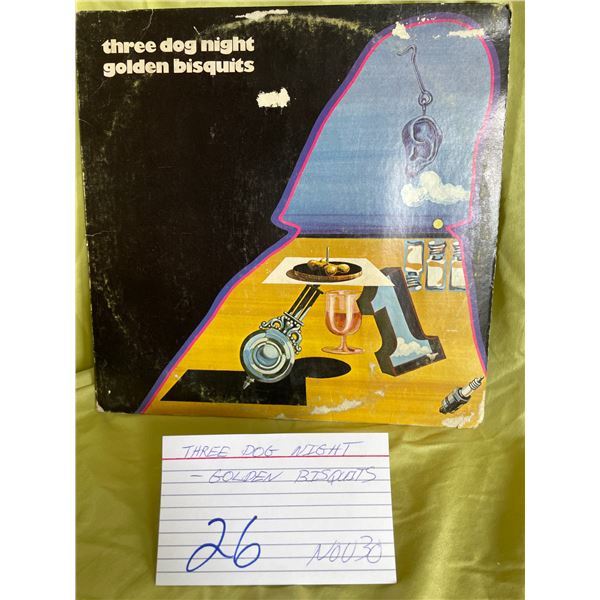 three dog night
golden bisquits
THREE DOG NIGHT
- GOLDEN BISQUITS
26 NOV30